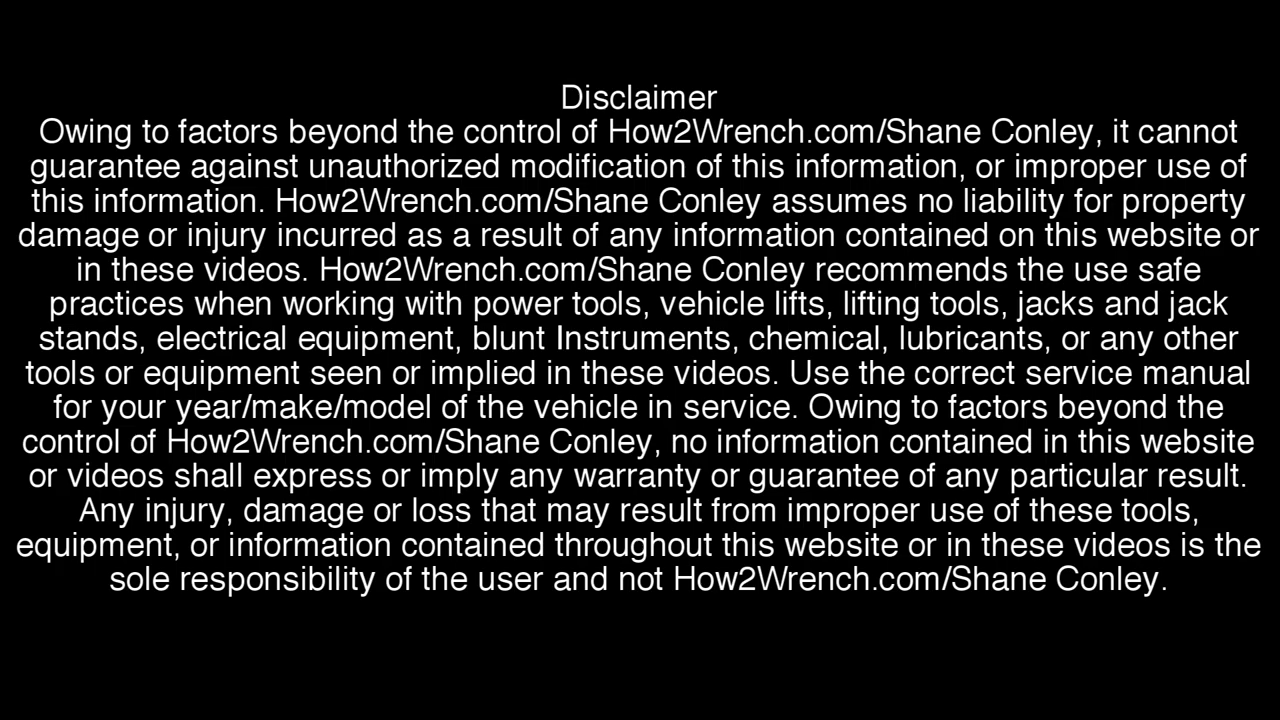 Disclaimer
Owing to factors beyond the control of How2Wrench.com/Shane Conley, it cannot
guarantee against unauthorized modification of this information, or improper use of
this information. How2Wrench.com/Shane Conley assumes no liability for property
damage or injury incurred as a result of any information contained on this website or
in these videos. How2Wrench.com/Shane Conley recommends the use safe
practices when working with power tools, vehicle lifts, lifting tools, jacks and jack
stands, electrical equipment, blunt Instruments, chemical, lubricants, or any other
tools or equipment seen or implied in these videos. Use the correct service manual
for your year/make/model of the vehicle in service. Owing to factors beyond the
control of How2Wrench.com/Shane Conley, no information contained in this website
or videos shall express or imply any warranty or guarantee of any particular result.
Any injury, damage or loss that may result from improper use of these tools,
equipment, or information contained throughout this website or in these videos is the
sole responsibility of the user and not How2Wrench.com/Shane Conley.